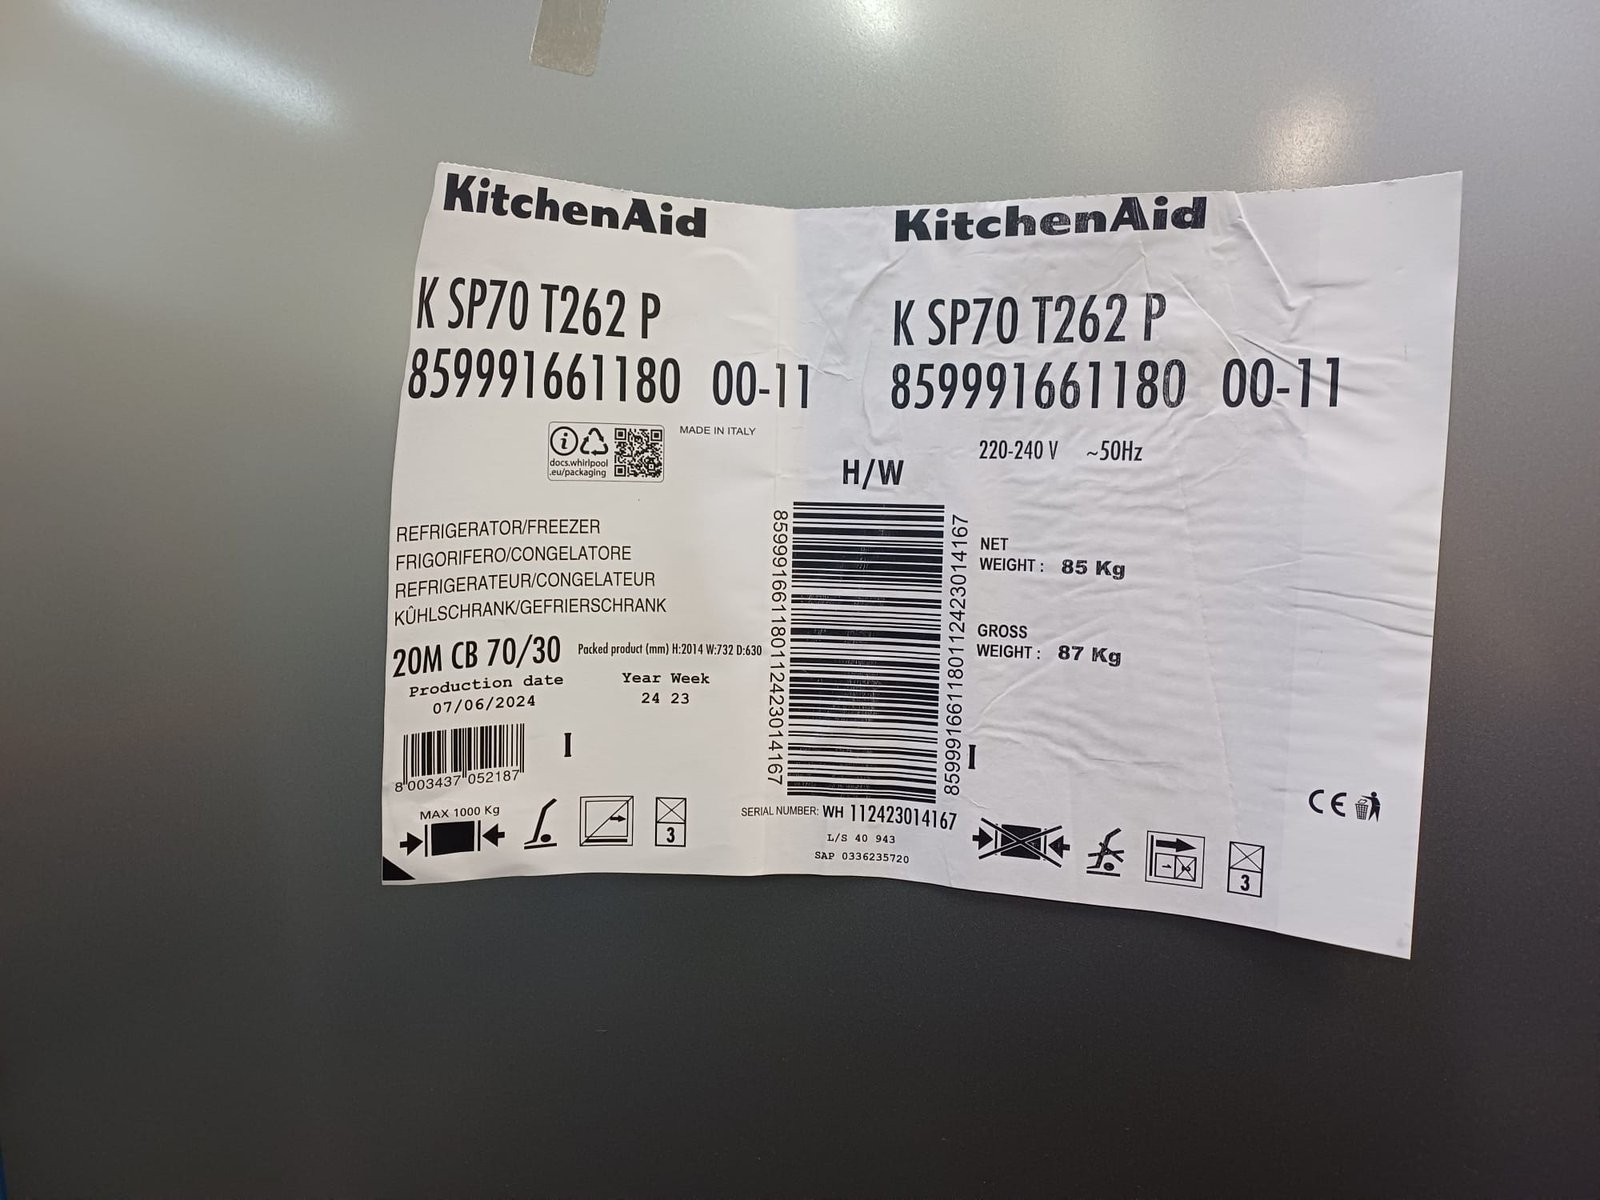 KitchenAid
K SP70 T262 P
859991661180 00-11
MADE IN ITALY
docs.whirlpool
.eu/packaging
REFRIGERATOR/FREEZER
FRIGORIFERO/CONGELATORE
REFRIGERATEUR/CONGELATEUR
KÛHLSCHRANK/GEFRIERSCHRANK
20M CB 70/30 Packed product (mm) H:2014 W:732 D:630
Production date Year Week
07/06/2024 24 23
I
8 003437 052187
MAX 1000 Kg
3
KitchenAid
K SP70 T262 P
859991661180 00-11
220-240 V ~50Hz
H/W
859991661180112423014167
859991661180112423014167
NET
WEIGHT : 85 Kg
GROSS
WEIGHT : 87 Kg
I
SERIAL NUMBER: WH 112423014167
L/S 40 943
SAP 0336235720
CE
3